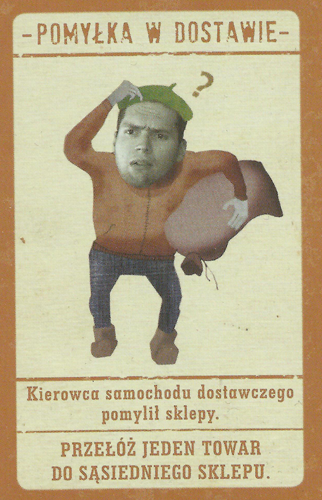 -POMYŁKA W DOSTAWIE-
?
Kierowca samochodu dostawczego
pomylił sklepy.
PRZEŁÓŻ JEDEN TOWAR
DO SĄSIEDNIEGO SKLEPU.